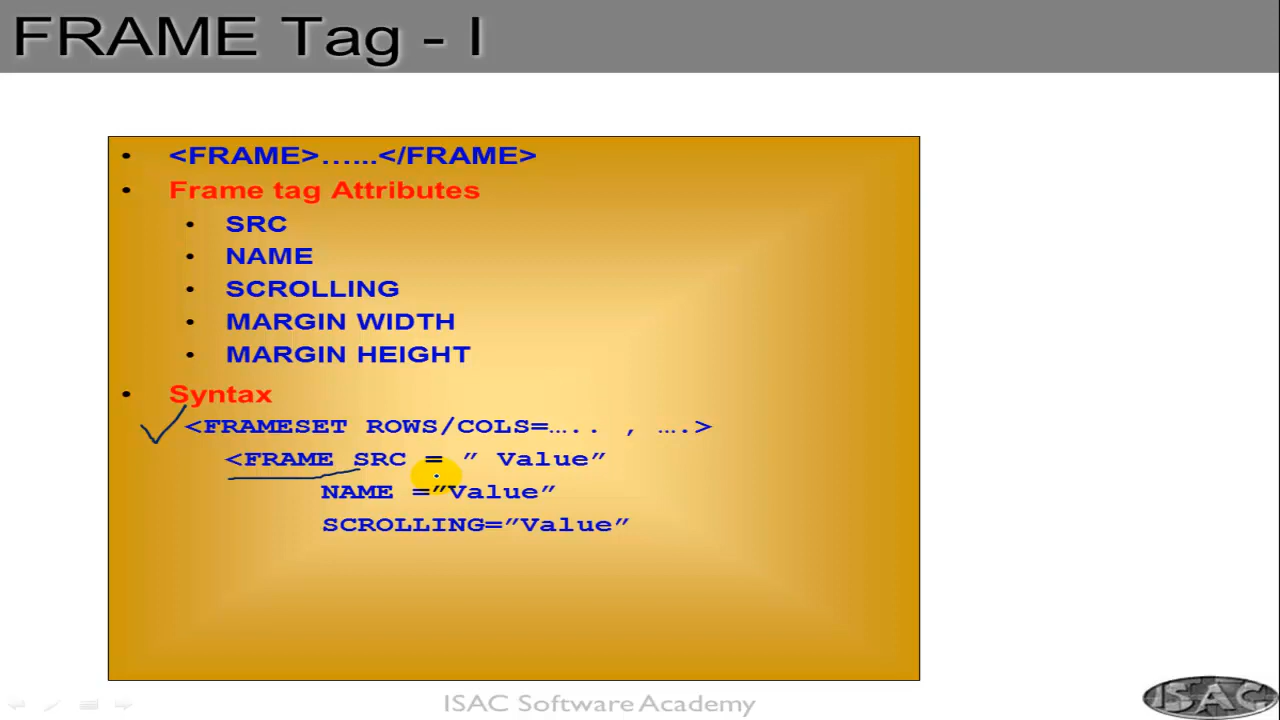 FRAME Tag - I
• <FRAME>…...</FRAME>
• Frame tag Attributes
• SRC
• NAME
• SCROLLING
• MARGIN WIDTH
• MARGIN HEIGHT
• Syntax
<FRAMESET ROWS/COLS=….. , ….>
<FRAME SRC = ” Value”
NAME =”Value”
SCROLLING=”Value”
ISAC Software Academy
ISAC